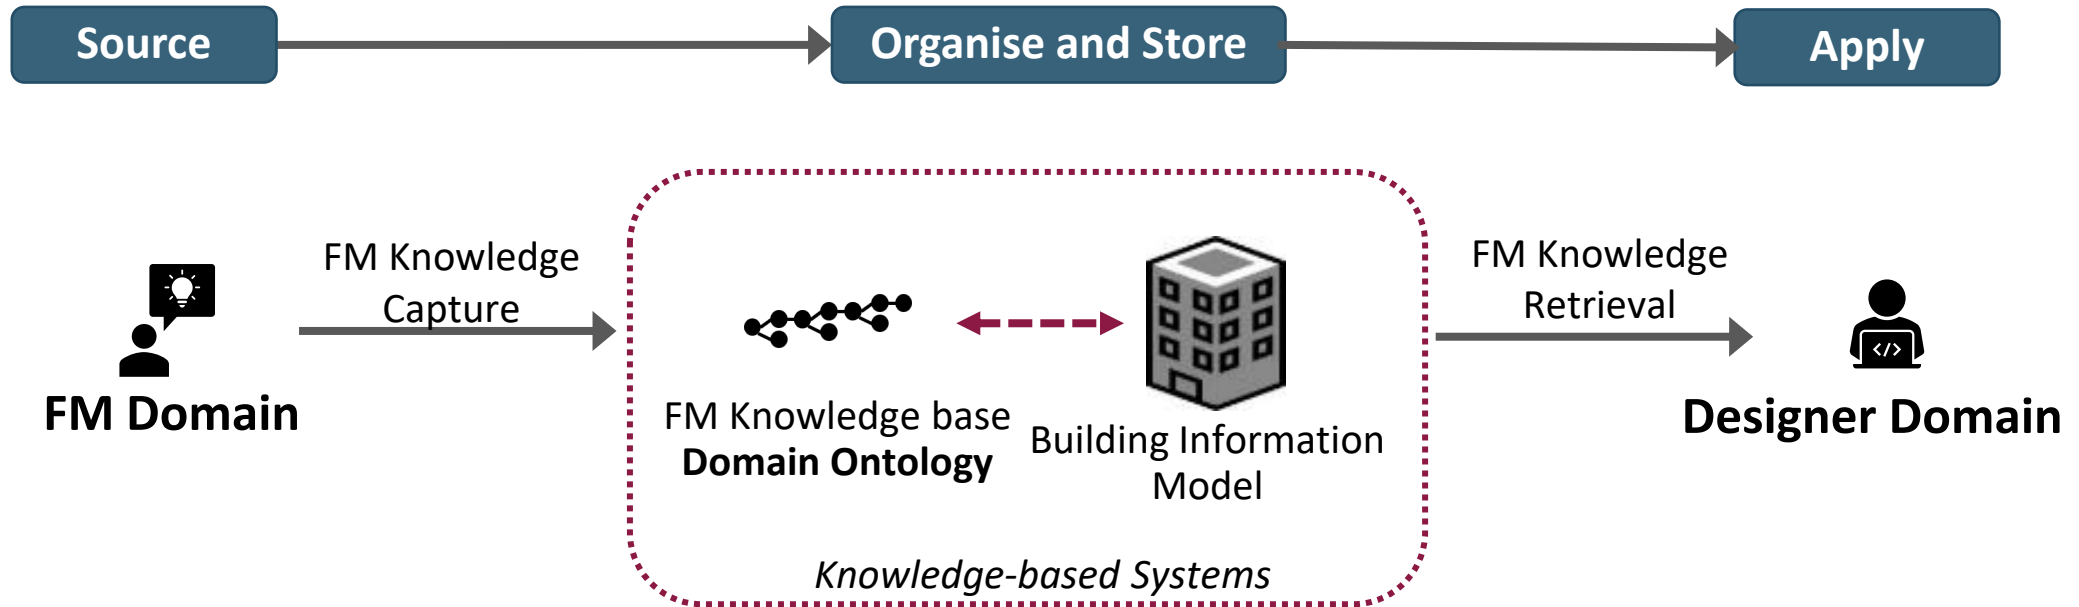 Source
Organise and Store
Apply
FM Knowledge
Capture
FM Domain
FM Knowledge base
Domain Ontology
Building Information
Model
Knowledge-based Systems
FM Knowledge
Retrieval
</>
Designer Domain